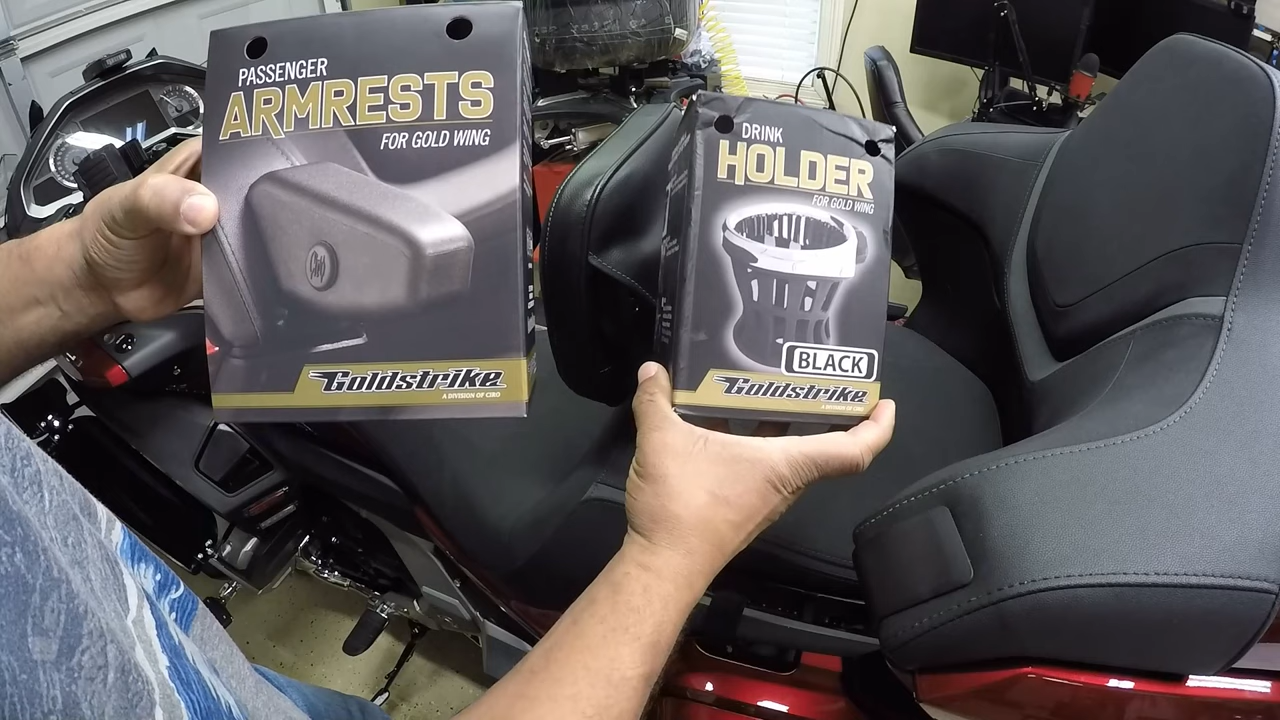 PASSENGER
ARMRESTS
FOR GOLD WING
Goldstrike
A DIVISION OF CIRO
DRINK
HOLDER
FOR GOLD WING
BLACK
Goldstrike
A DIVISION OF CIRO